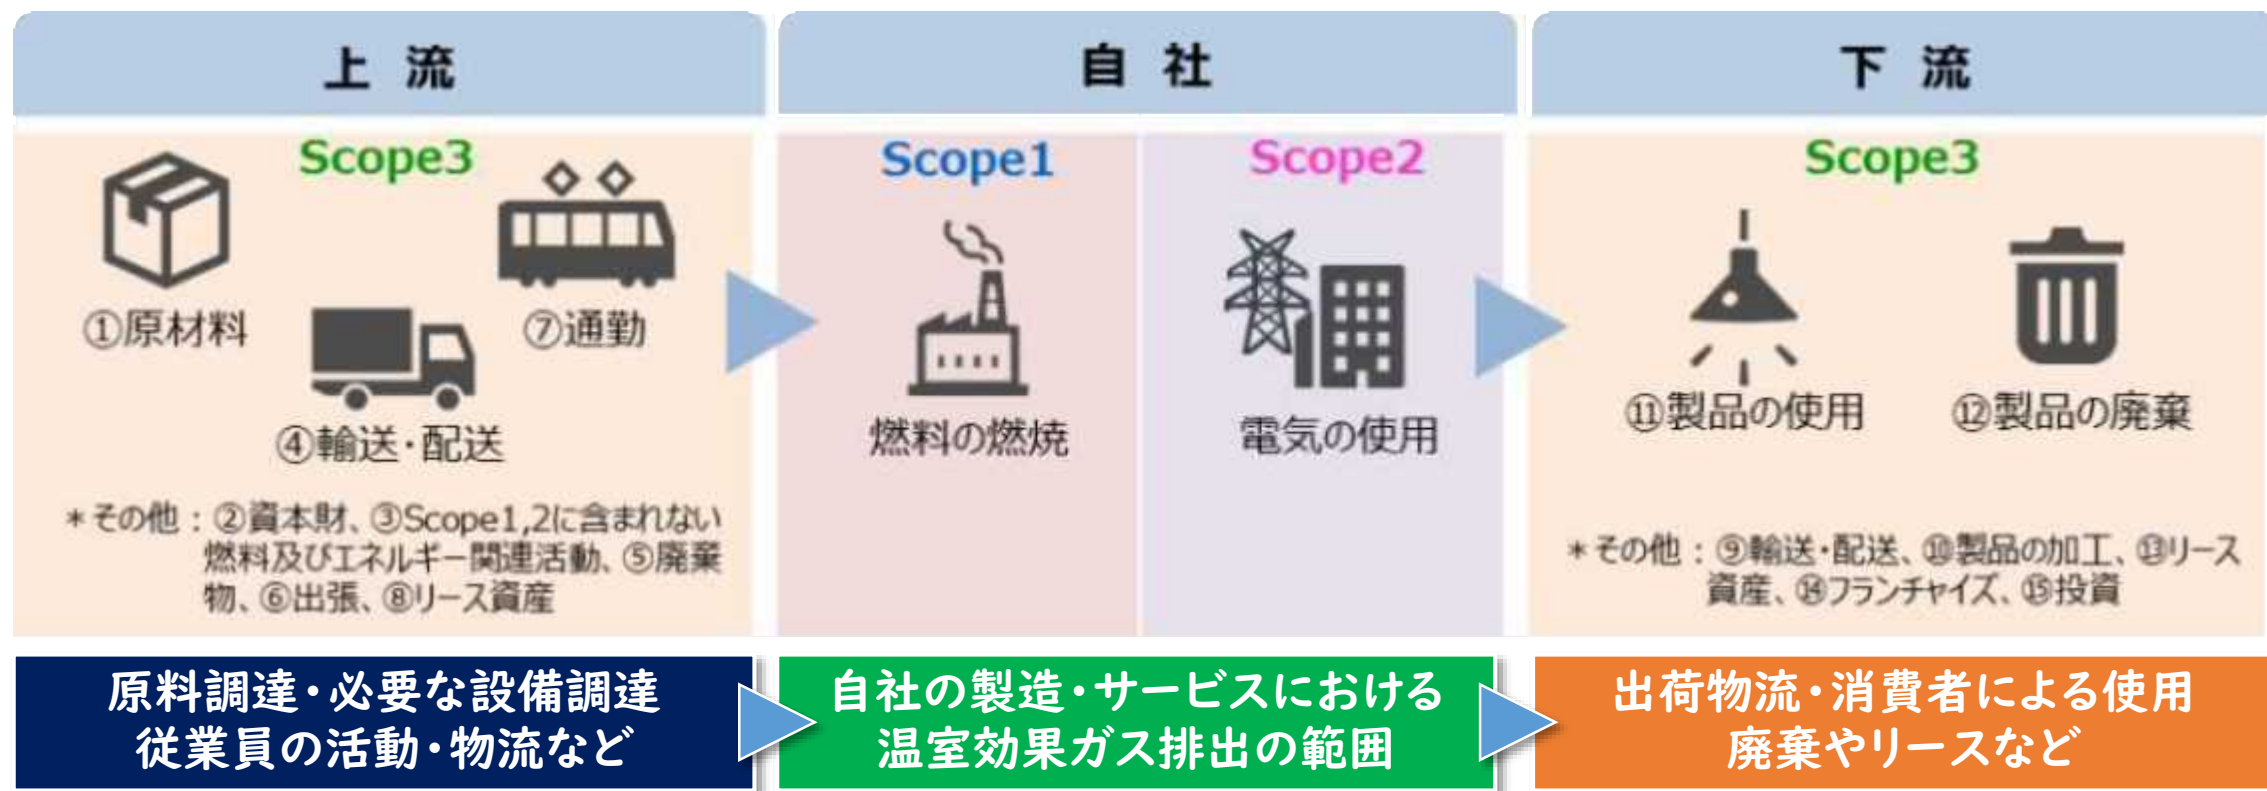 上 流
Scope3
①原材料
⑦通勤
④輸送・配送
＊その他：②資本財、③Scope1,2に含まれない
燃料及びエネルギー関連活動、⑤廃棄
物、⑥出張、⑧リース資産
自 社
Scope1
燃料の燃焼
Scope2
電気の使用
下 流
Scope3
⑪製品の使用
⑫製品の廃棄
＊その他：⑨輸送・配送、⑩製品の加工、⑬リース
資産、⑭フランチャイズ、⑮投資
原料調達・必要な設備調達
従業員の活動・物流など
自社の製造・サービスにおける
温室効果ガス排出の範囲
出荷物流・消費者による使用
廃棄やリースなど